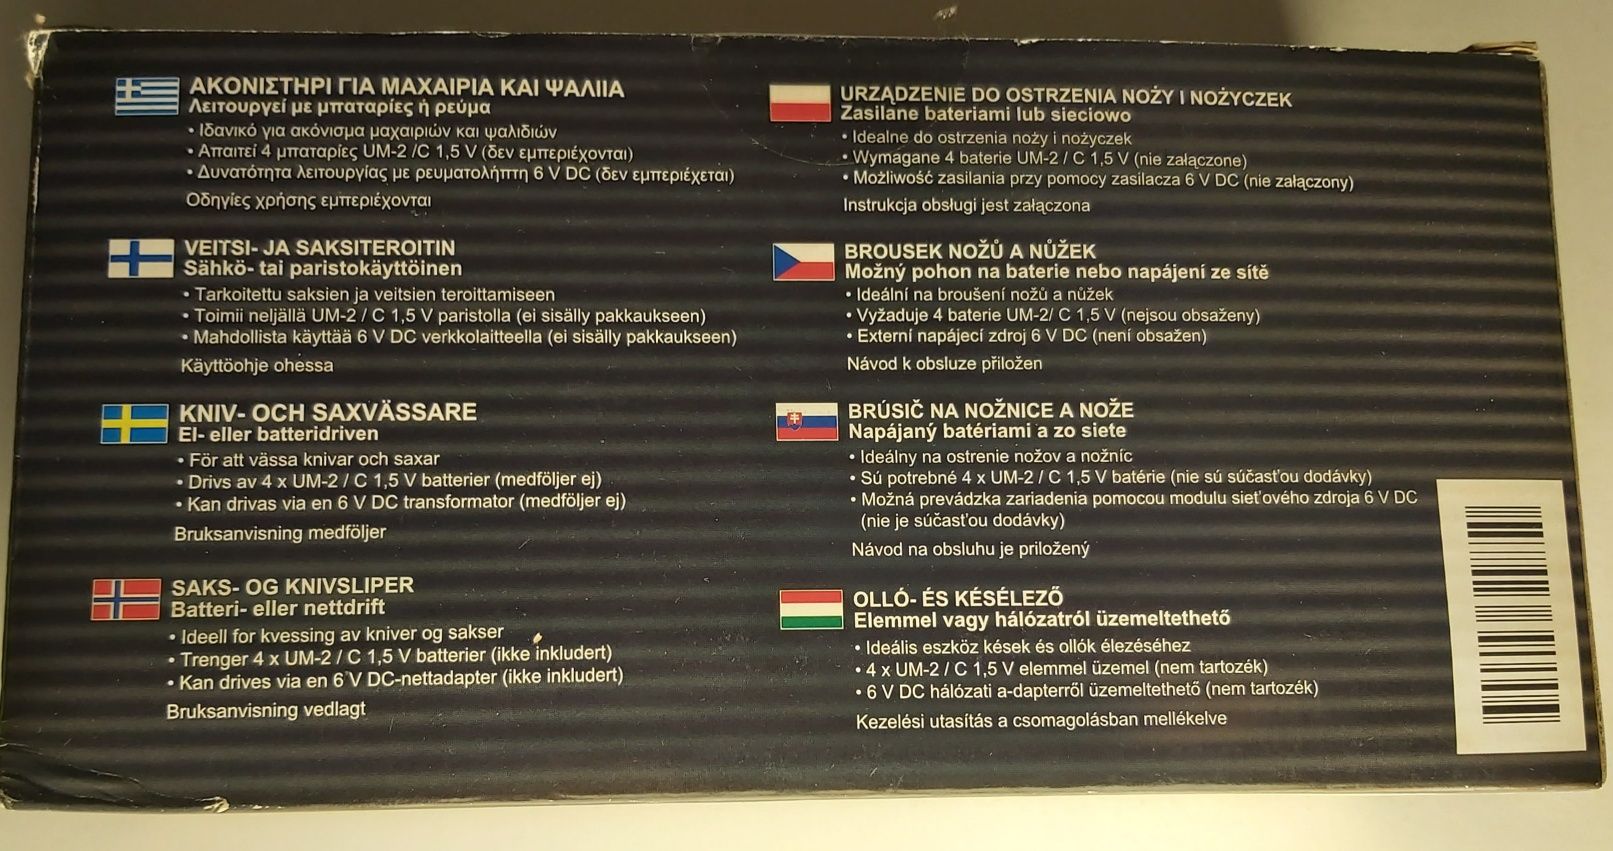 ΑΚΟΝΙΣΤΗΡΙ ΓΙΑ ΜΑΧΑΙΡΙΑ ΚΑΙ ΨΑΛΙΙΑ
Λειτουργεί με μπαταρίες ή ρεύμα
• Ιδανικό για ακόνισμα μαχαιριών και ψαλιδιών
• Απαιτεί 4 μπαταρίες UM-2 /C 1,5 V (δεν εμπεριέχονται)
• Δυνατότητα λειτουργίας με ρευματολήπτη 6 V DC (δεν εμπεριέχεται)
Οδηγίες χρήσης εμπεριέχονται
VEITSI- JA SAKSITEROITIN
Sähkö- tai paristokäyttöinen
• Tarkoitettu saksien ja veitsien teroittamiseen
• Toimii neljällä UM-2 / C 1,5 V paristolla (ei sisälly pakkaukseen)
• Mahdollista käyttää 6 V DC verkkolaitteella (ei sisälly pakkaukseen)
Käyttöohje ohessa
KNIV- OCH SAXVÄSSARE
El- eller batteridriven
• För att vässa knivar och saxar
• Drivs av 4 x UM-2 / C 1,5 V batterier (medföljer ej)
• Kan drivas via en 6 V DC transformator (medföljer ej)
Bruksanvisning medföljer
SAKS- OG KNIVSLIPER
Batteri- eller nettdrift
• Ideell for kvessing av kniver og sakser
• Trenger 4 x UM-2 / C 1,5 V batterier (ikke inkludert)
• Kan drives via en 6 V DC-nettadapter (ikke inkludert)
Bruksanvisning vedlagt
URZĄDZENIE DO OSTRZENIA NOŻY I NOŻYCZEK
Zasilane bateriami lub sieciowo
• Idealne do ostrzenia noży i nożyczek
• Wymagane 4 baterie UM-2 / C 1,5 V (nie załączone)
• Możliwość zasilania przy pomocy zasilacza 6 V DC (nie załączony)
Instrukcja obsługi jest załączona
BROUSEK NOŽŮ A NŮŽEK
Možný pohon na baterie nebo napájení ze sítě
• Ideální na broušení nožů a nůžek
• Vyžaduje 4 baterie UM-2/ C 1,5 V (nejsou obsaženy)
• Externí napájecí zdroj 6 V DC (není obsažen)
Návod k obsluze přiložen
BRÚSIČ NA NOŽNICE A NOŽE
Napájaný batériami a zo siete
• Ideálny na ostrenie nožov a nožníc
• Sú potrebné 4 x UM-2 / C 1,5 V batérie (nie sú súčasťou dodávky)
• Možná prevádzka zariadenia pomocou modulu sieťového zdroja 6 V DC
(nie je súčasťou dodávky)
Návod na obsluhu je priložený
OLLÓ- ÉS KÉSÉLEZŐ
Elemmel vagy hálózatról üzemeltethető
• Ideális eszköz kések és ollók élezéséhez
• 4 x UM-2 / C 1,5 V elemmel üzemel (nem tartozék)
• 6 V DC hálózati a-dapterről üzemeltethető (nem tartozék)
Kezelési utasítás a csomagolásban mellékelve